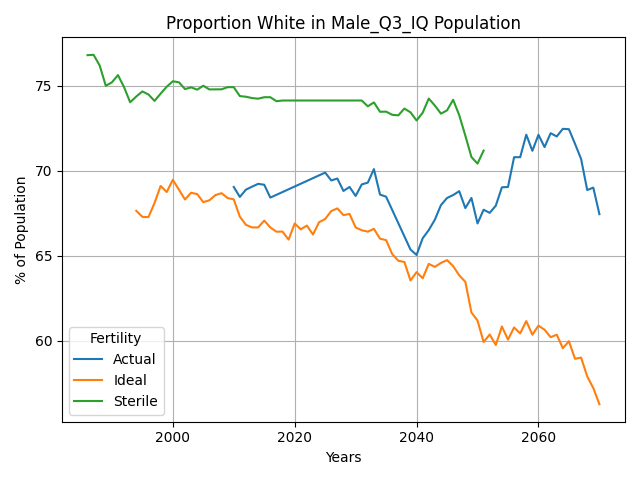 Proportion White in Male_Q3_IQ Population
% of Population
75
70
65
60
Fertility
Actual
Ideal
Sterile
2000
2020
2040
2060
Years